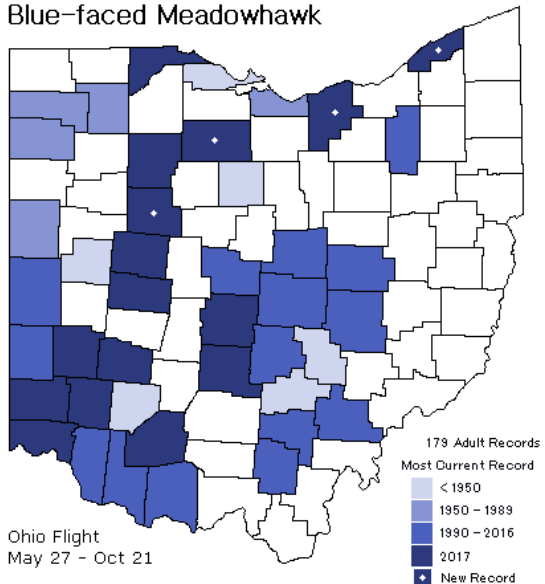 Blue-faced Meadowhawk
179 Adult Records
Most Current Record
<1950
1950 - 1989
1990 - 2016
2017
New Record
Ohio Flight
May 27 - Oct 21